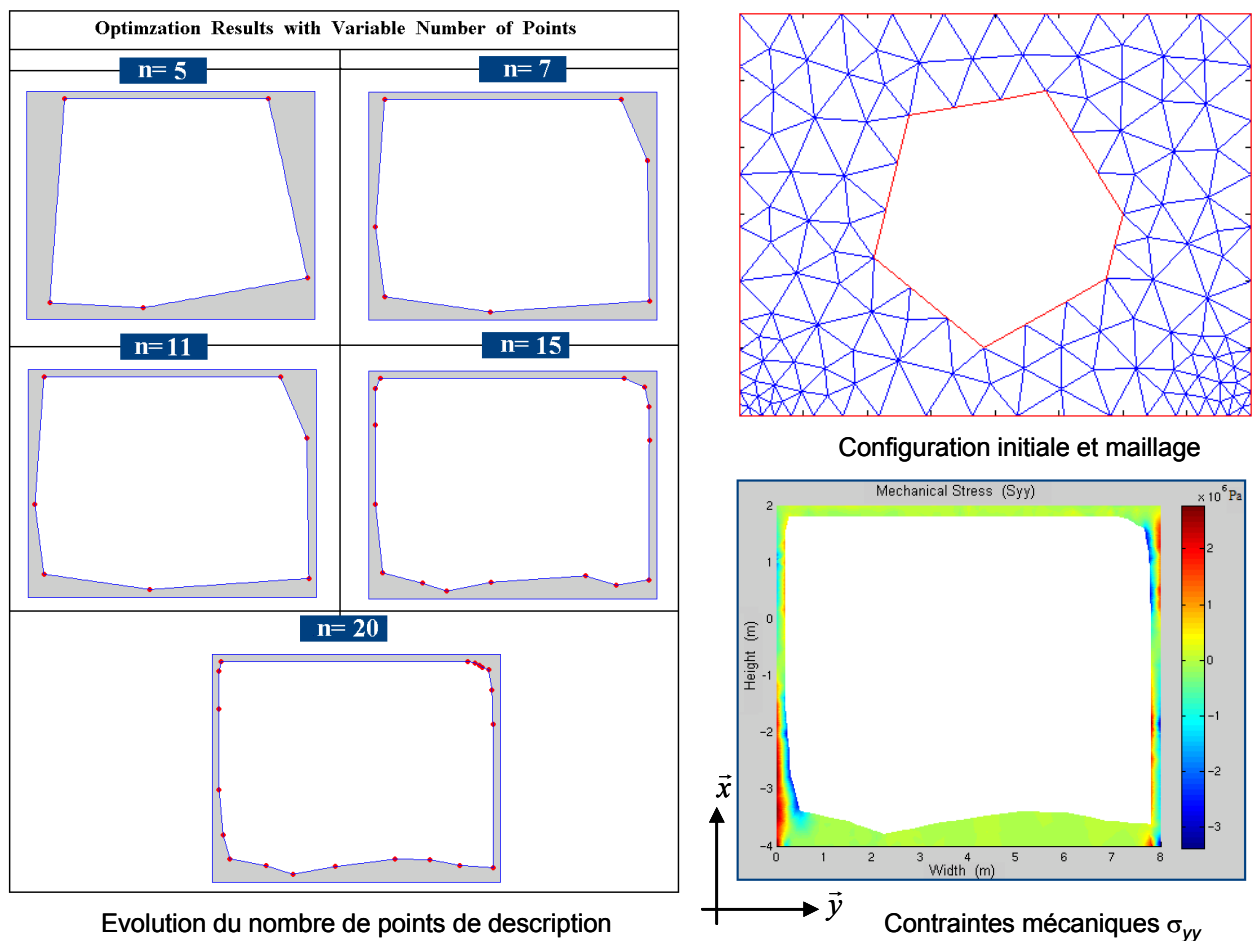 Optimzation Results with Variable Number of Points
n= 5
n= 7
n= 11
n= 15
n= 20
Evolution du nombre de points de description
Configuration initiale et maillage
Mechanical Stress (Syy)
x 10⁶ Pa
2
1
0
-1
-2
-3
-4
Height (m)
0
1
2
3
4
5
6
7
8
Width (m)
2
1
0
-1
-2
-3
x⃗
y⃗
Contraintes mécaniques σyy